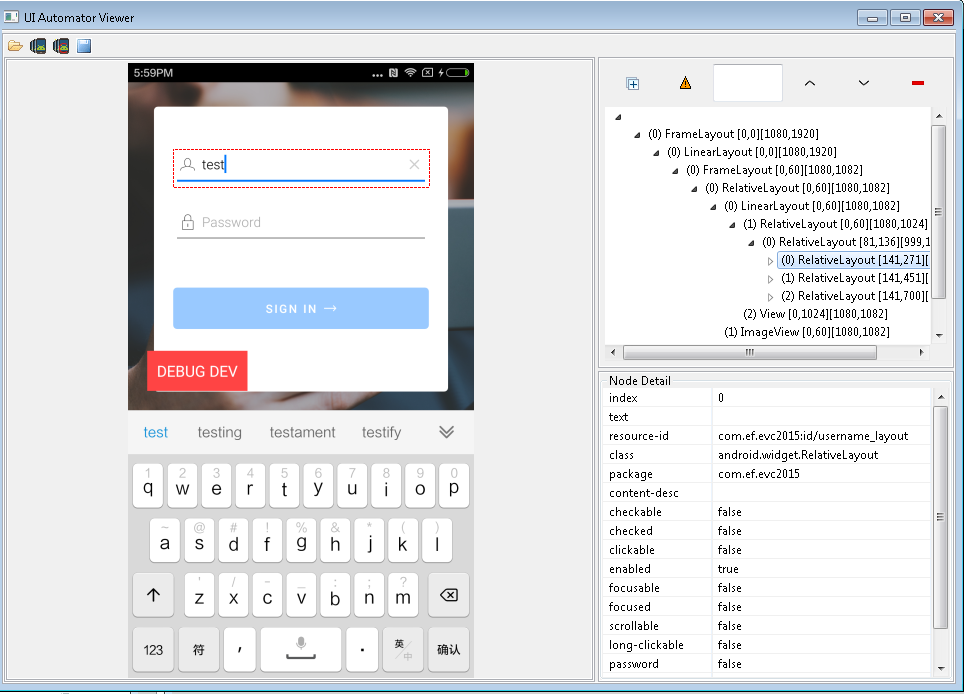 UI Automator Viewer
5:59PM
test
Password
SIGN IN →
DEBUG DEV
test testing testament testify
1 2 3 4 5 6 7 8 9 0
q w e r t y u i o p
~ @ # ! % & * ( )
a s d f g h j k l
' / - _ : ; ?
z x c v b n m
123 符 , . 英/中 确认
(0) FrameLayout [0,0][1080,1920]
(0) LinearLayout [0,0][1080,1920]
(0) FrameLayout [0,60][1080,1082]
(0) RelativeLayout [0,60][1080,1082]
(0) LinearLayout [0,60][1080,1082]
(1) RelativeLayout [0,60][1080,1024]
(0) RelativeLayout [81,136][999,1
(0) RelativeLayout [141,271][
(1) RelativeLayout [141,451][
(2) RelativeLayout [141,700][
(2) View [0,1024][1080,1082]
(1) ImageView [0,60][1080,1082]
Node Detail
index 0
text
resource-id com.ef.evc2015:id/username_layout
class android.widget.RelativeLayout
package com.ef.evc2015
content-desc
checkable false
checked false
clickable false
enabled true
focusable false
focused false
scrollable false
long-clickable false
password false